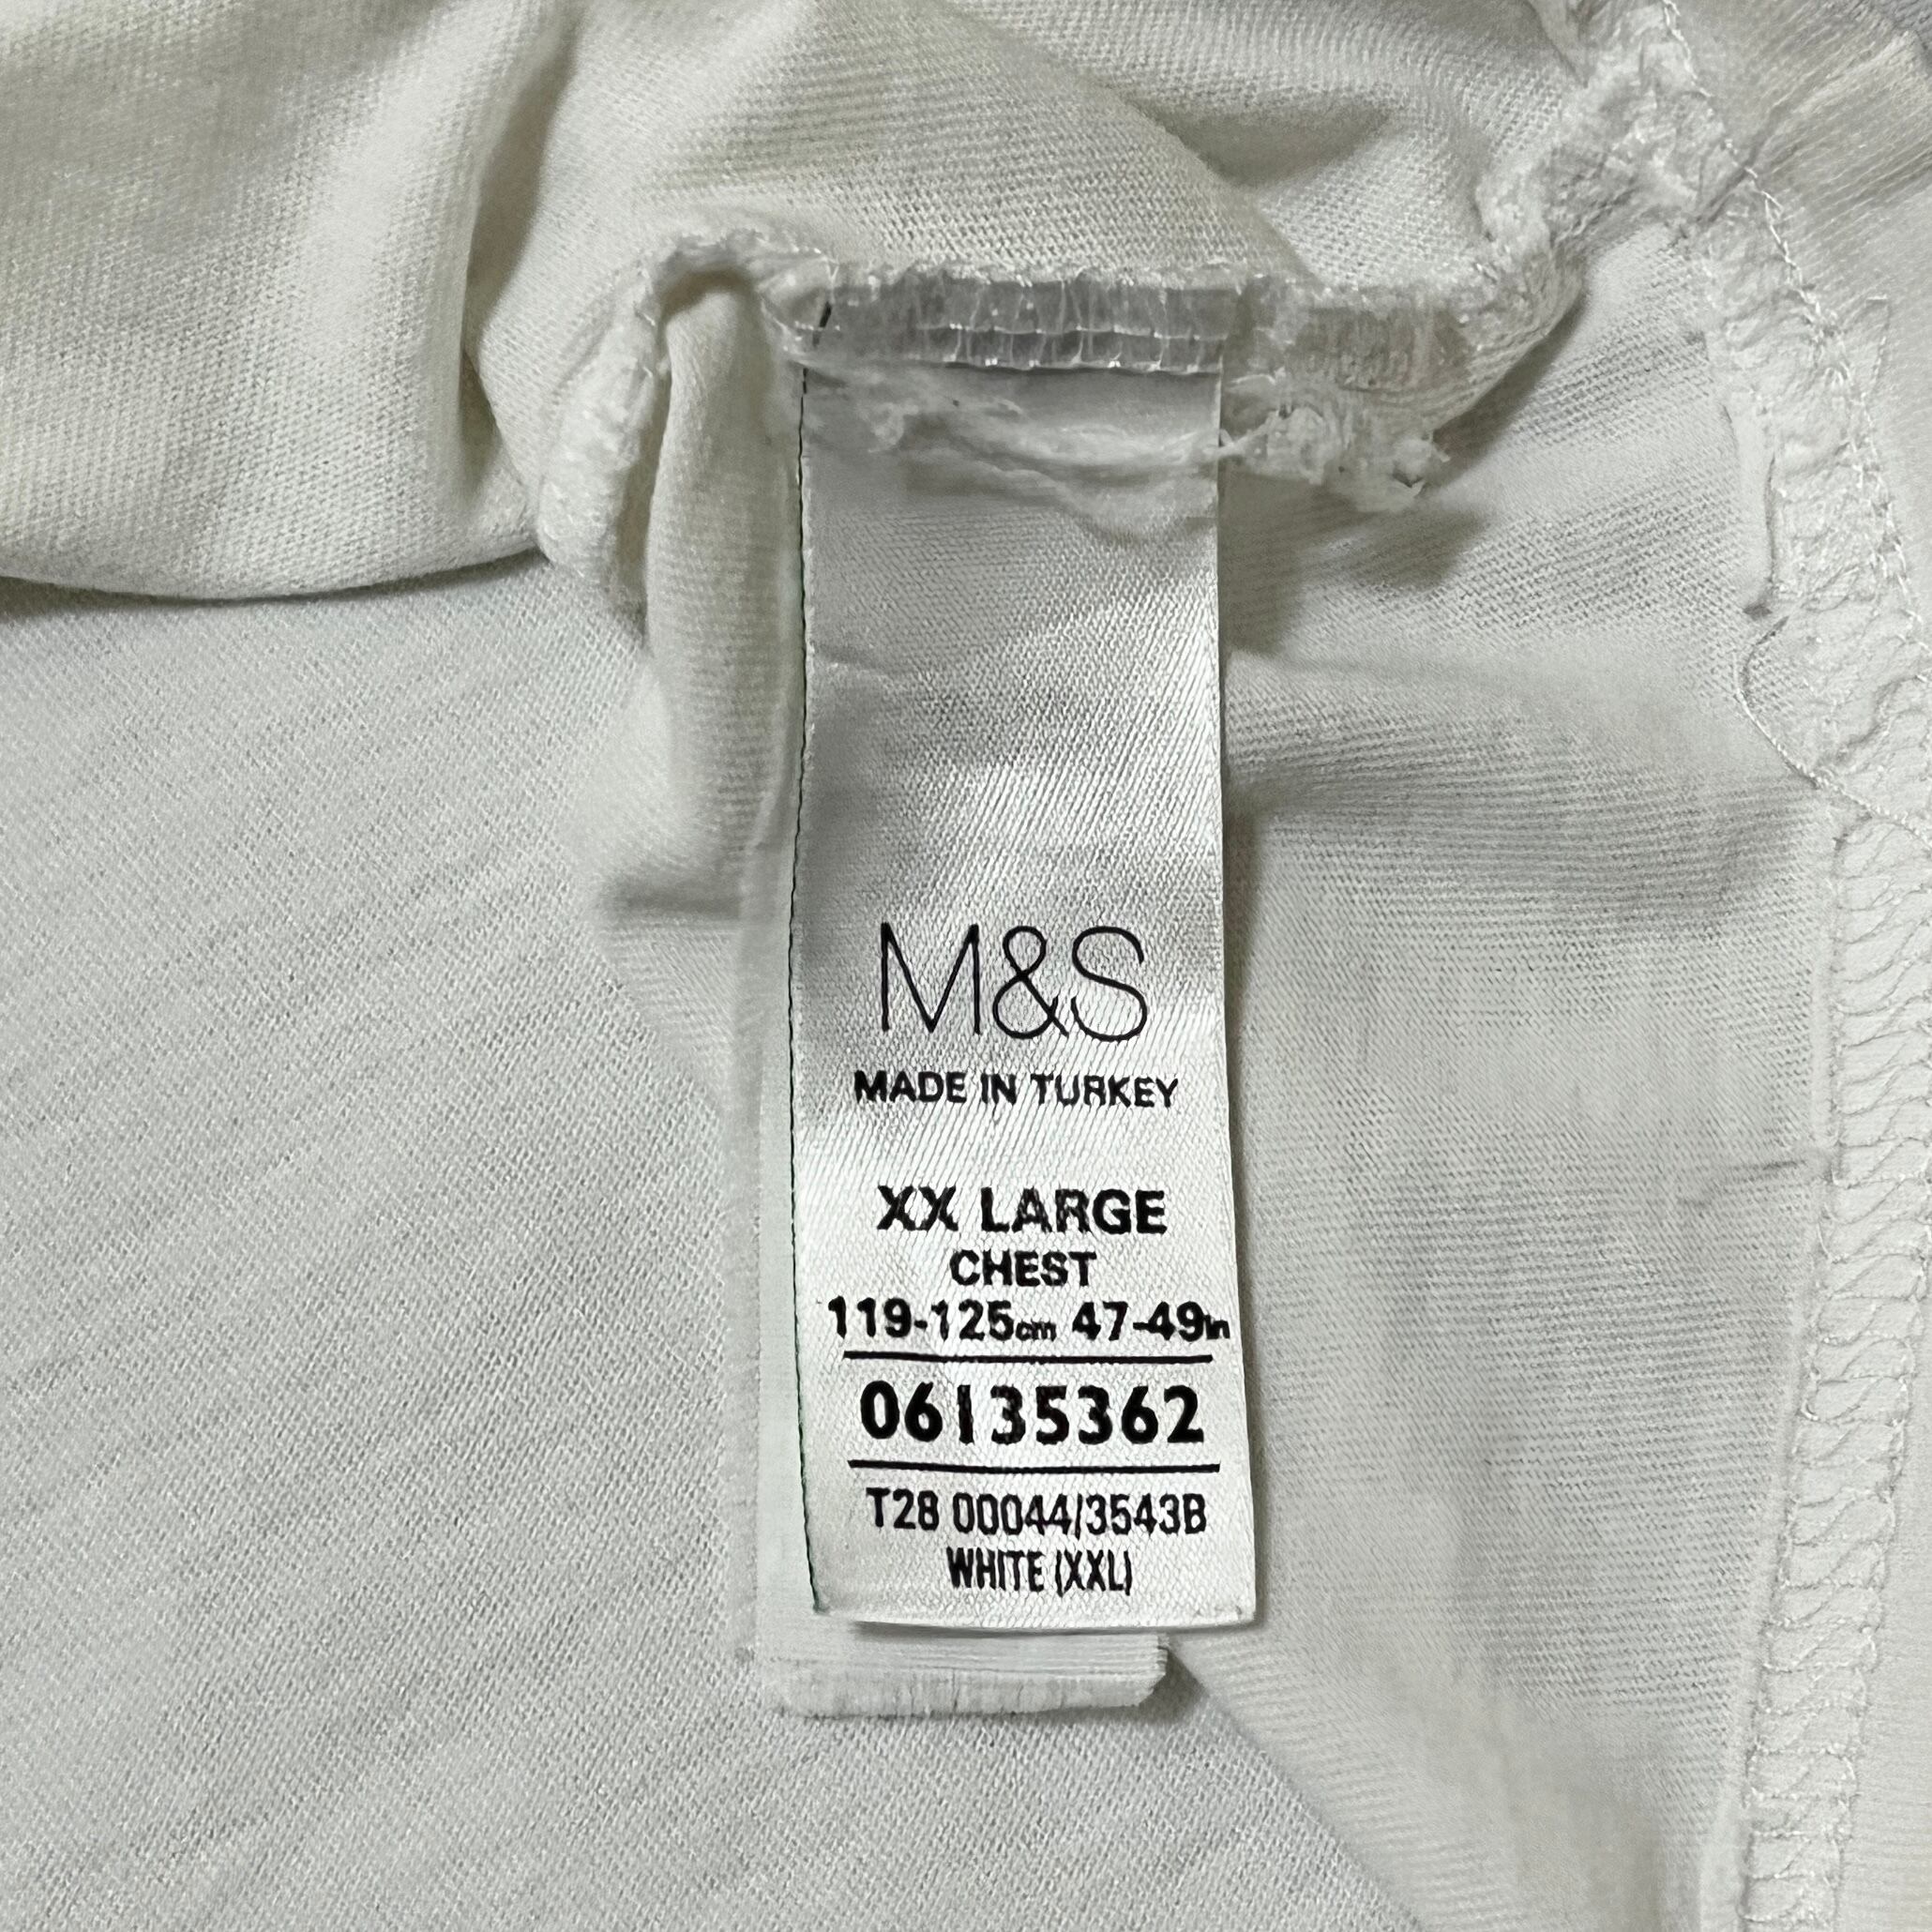 M&S
MADE IN TURKEY
XX LARGE
CHEST
119-125cm 47-49in
06135362
T28 00044/3543B
WHITE (XXL)